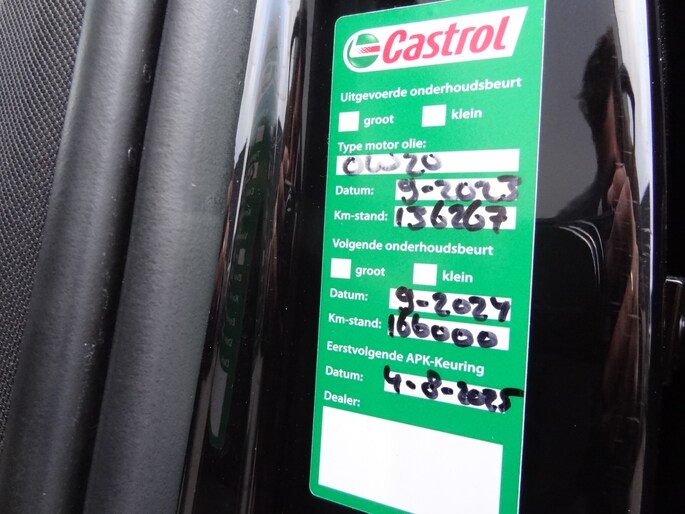 Castrol
Uitgevoerde onderhoudsbeurt
groot klein
Type motor olie:
0W20
Datum: 9-2023
Km-stand: 136267
Volgende onderhoudsbeurt
groot klein
Datum: 9-2024
Km-stand: 166000
Eerstvolgende APK-Keuring
Datum: 4-8-2025
Dealer: